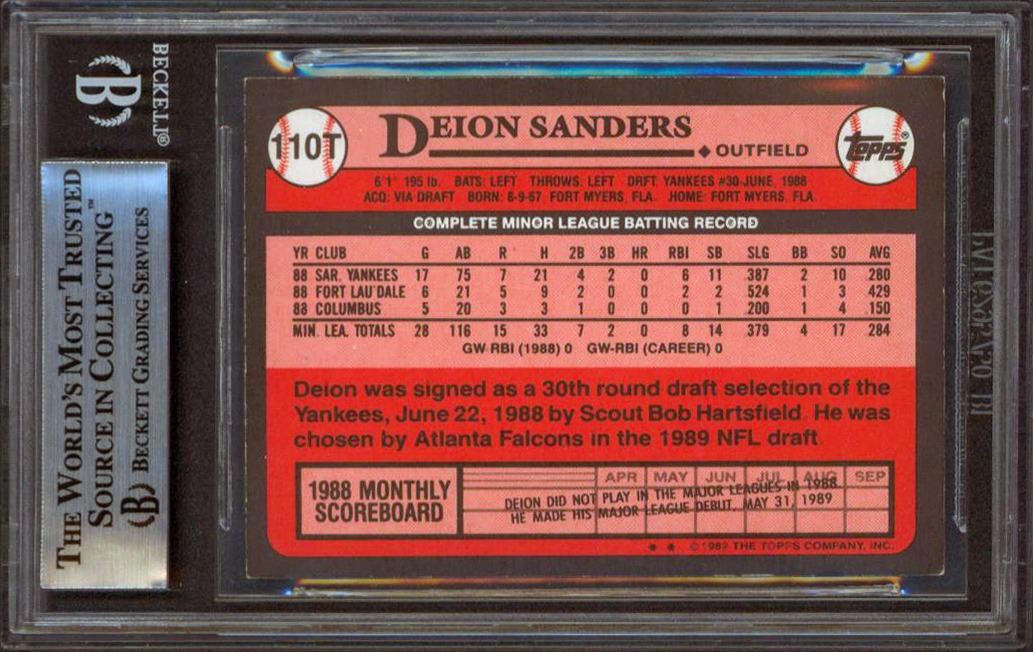 BECKETT®
B
THE WORLD'S MOST TRUSTED
SOURCE IN COLLECTING™
B BECKETT GRADING SERVICES
110T
DEION SANDERS
◆ OUTFIELD
TOPPS®
6'1" 195 lb. BATS: LEFT THROWS: LEFT DRFT: YANKEES #30-JUNE, 1988
ACQ: VIA DRAFT BORN: 8-9-67 FORT MYERS, FLA. HOME: FORT MYERS, FLA.
COMPLETE MINOR LEAGUE BATTING RECORD
YR CLUB G AB R H 2B 3B HR RBI SB SLG BB SO AVG
88 SAR. YANKEES 17 75 7 21 4 2 0 6 11 .387 2 10 .280
88 FORT LAU'DALE 6 21 5 9 2 0 0 2 2 .524 1 3 .429
88 COLUMBUS 5 20 3 3 1 0 0 0 1 .200 1 4 .150
MIN. LEA. TOTALS 28 116 15 33 7 2 0 8 14 .379 4 17 .284
GW-RBI (1988) 0 GW-RBI (CAREER) 0
Deion was signed as a 30th round draft selection of the
Yankees, June 22, 1988 by Scout Bob Hartsfield. He was
chosen by Atlanta Falcons in the 1989 NFL draft.
1988 MONTHLY
SCOREBOARD
APR MAY JUN JUL AUG SEP
DEION DID NOT PLAY IN THE MAJOR LEAGUES IN 1988.
HE MADE HIS MAJOR LEAGUE DEBUT, MAY 31, 1989
* * © 1989 THE TOPPS COMPANY, INC.